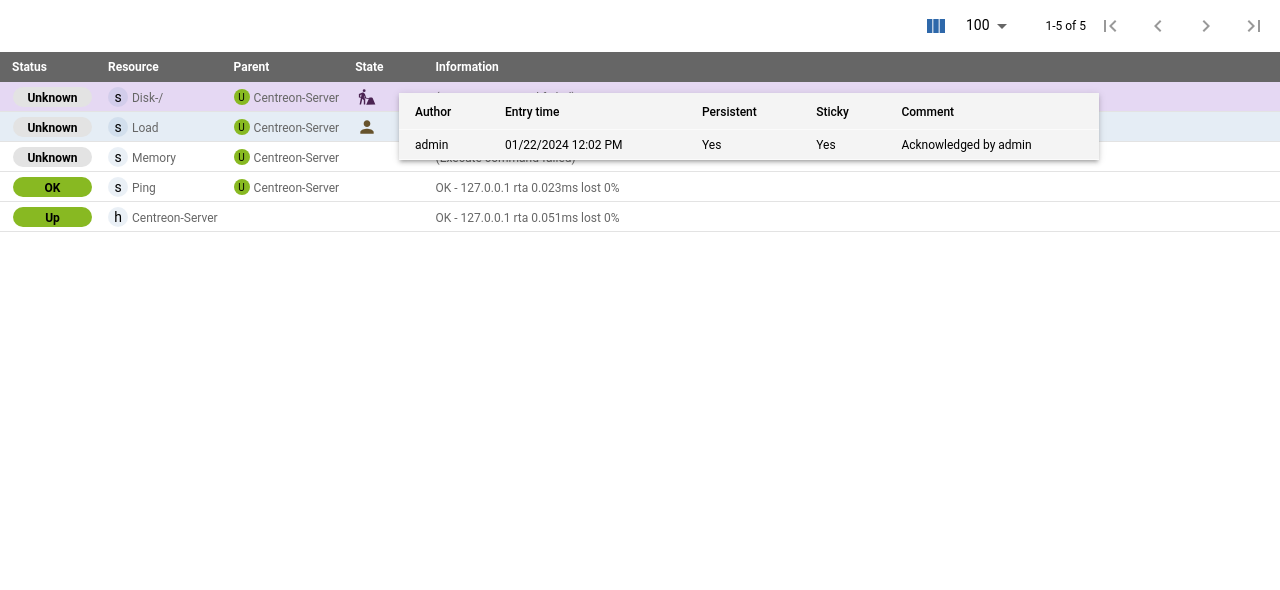 100 1-5 of 5
Status Resource Parent State Information
Unknown s Disk-/ U Centreon-Server
Author Entry time Persistent Sticky Comment
Unknown s Load U Centreon-Server
admin 01/22/2024 12:02 PM Yes Yes Acknowledged by admin
Unknown s Memory U Centreon-Server (Execute command failed)
OK s Ping U Centreon-Server OK - 127.0.0.1 rta 0.023ms lost 0%
Up h Centreon-Server OK - 127.0.0.1 rta 0.051ms lost 0%